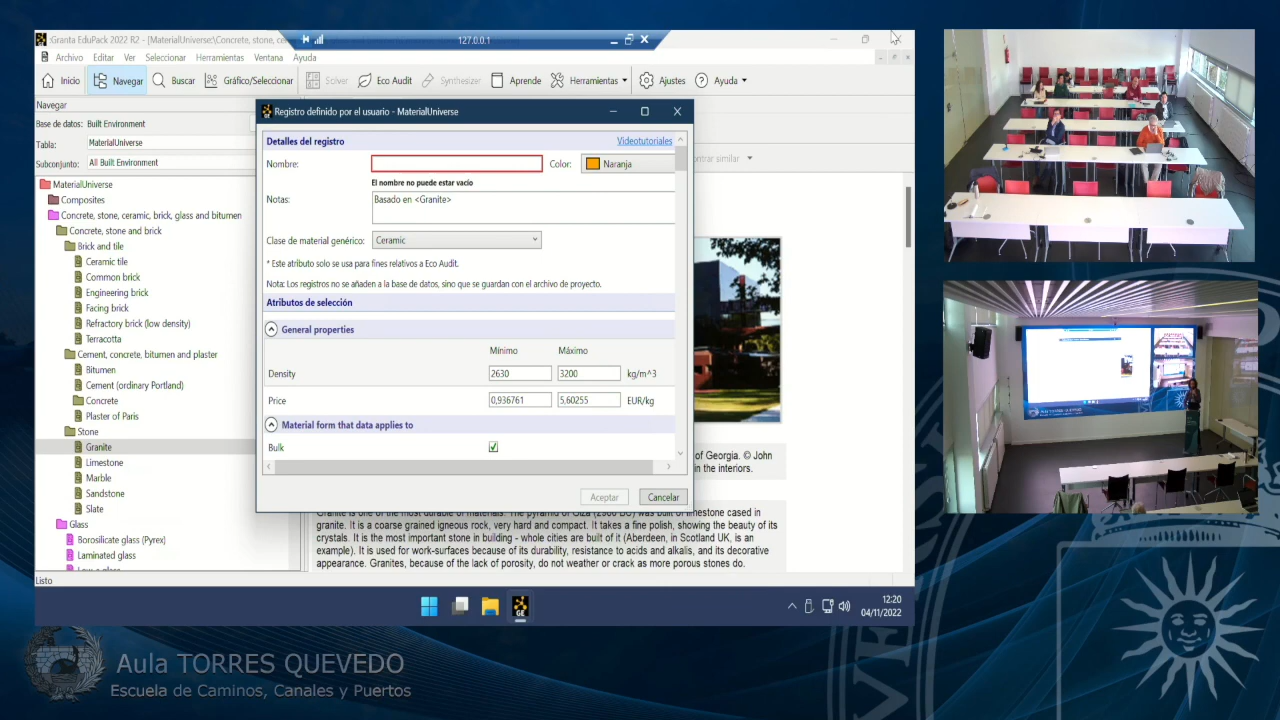 :Granta EduPack 2022 R2 - [MaterialUniverse:\Concrete, stone, ce
127.0.0.1
Archivo Editar Ver Seleccionar Herramientas Ventana Ayuda
Inicio Navegar Buscar Gráfico/Seleccionar Solver Eco Audit Synthesizer Aprende Herramientas Ajustes Ayuda
Navegar
Base de datos: Built Environment
Tabla: MaterialUniverse
Subconjunto: All Built Environment
MaterialUniverse
Composites
Concrete, stone, ceramic, brick, glass and bitumen
Concrete, stone and brick
Brick and tile
Ceramic tile
Common brick
Engineering brick
Facing brick
Refractory brick (low density)
Terracotta
Cement, concrete, bitumen and plaster
Bitumen
Cement (ordinary Portland)
Concrete
Plaster of Paris
Stone
Granite
Limestone
Marble
Sandstone
Slate
Glass
Borosilicate glass (Pyrex)
Laminated glass
Listo
Registro definido por el usuario - MaterialUniverse
Detalles del registro Videotutoriales
Nombre: Color: Naranja
El nombre no puede estar vacío
Notas: Basado en <Granite>
Clase de material genérico: Ceramic
* Este atributo solo se usa para fines relativos a Eco Audit.
Nota: Los registros no se añaden a la base de datos, sino que se guardan con el archivo de proyecto.
Atributos de selección
General properties
Mínimo Máximo
Density 2630 3200 kg/m^3
Price 0,936761 5,60255 EUR/kg
Material form that data applies to
Bulk
Aceptar Cancelar
ntrar similar
of Georgia. © John
in the interiors.
Granite is one of the most durable of materials. The pyramid of Giza (2600 BC) was built of limestone cased in
granite. It is a coarse grained igneous rock, very hard and compact. It takes a fine polish, showing the beauty of its
crystals. It is the most important stone in building - whole cities are built of it (Aberdeen, in Scotland UK, is an
example). It is used for work-surfaces because of its durability, resistance to acids and alkalis, and its decorative
appearance. Granites, because of the lack of porosity, do not weather or crack as more porous stones do.
GE
12:20
04/11/2022
Aula TORRES QUEVEDO
Escuela de Caminos, Canales y Puertos
Aula TORRES QUEVEDO